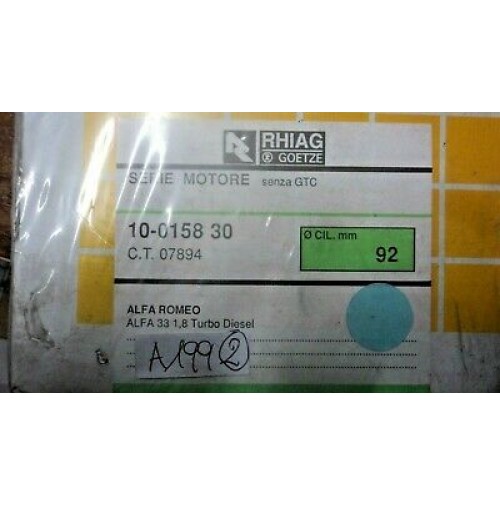 RHIAG
® GOETZE
SERIE MOTORE senza GTC
10-0158 30
C.T. 07894
Ø CIL. mm
92
ALFA ROMEO
ALFA 33 1,8 Turbo Diesel
A199 2